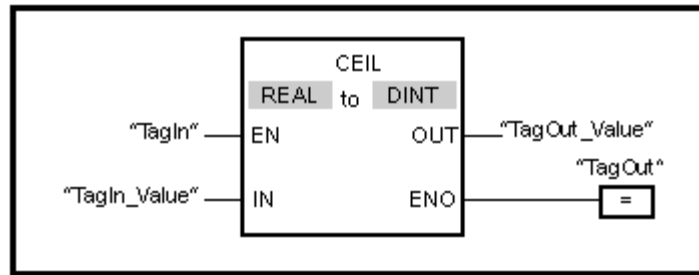 CEIL
REAL to DINT
"TagIn" EN OUT "TagOut_Value"
"TagOut"
"TagIn_Value" IN ENO =